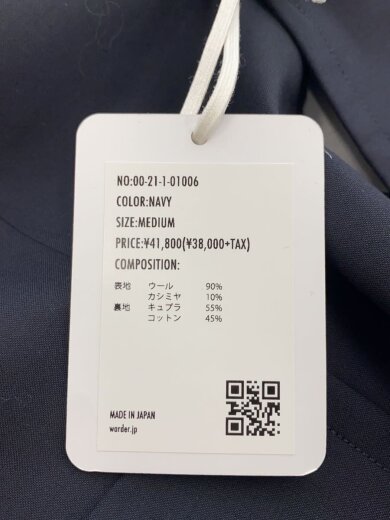 NO:00-21-1-01006
COLOR:NAVY
SIZE:MEDIUM
PRICE:¥41,800(¥38,000+TAX)
COMPOSITION:
表地 ウール 90%
カシミヤ 10%
裏地 キュプラ 55%
コットン 45%
MADE IN JAPAN
warder.jp